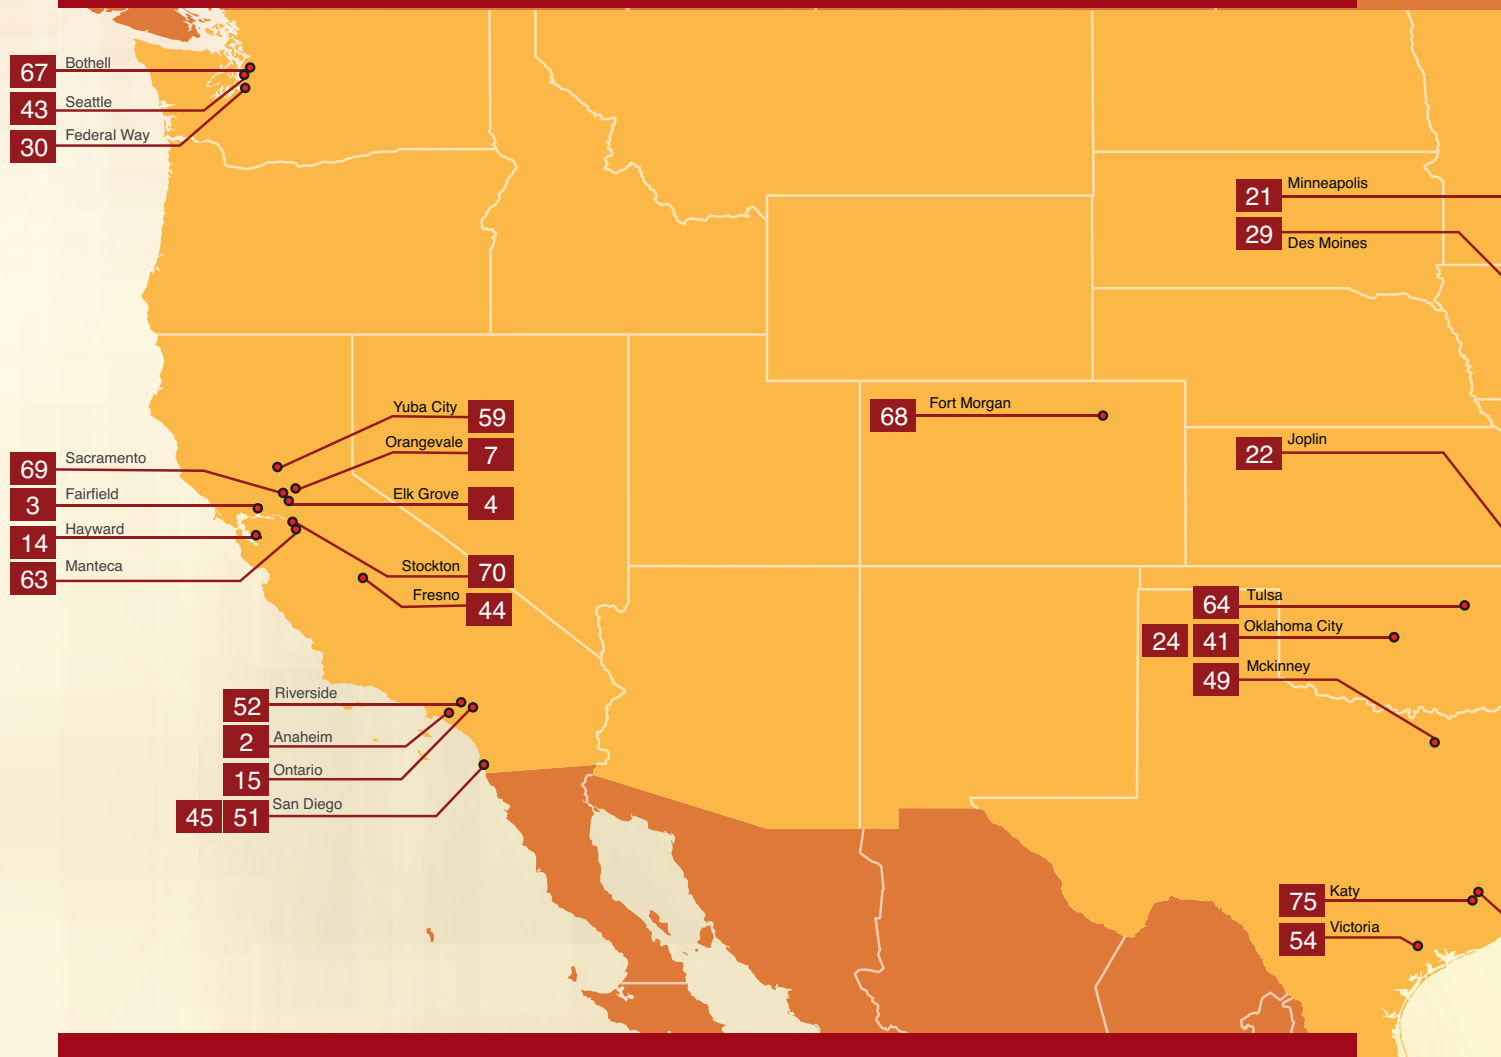 67 Bothell
43 Seattle
30 Federal Way
21 Minneapolis
29 Des Moines
Yuba City 59
Orangevale 7
69 Sacramento
3 Fairfield
Elk Grove 4
14 Hayward
63 Manteca
Stockton 70
Fresno 44
68 Fort Morgan
22 Joplin
64 Tulsa
24 41 Oklahoma City
49 Mckinney
52 Riverside
2 Anaheim
15 Ontario
45 51 San Diego
75 Katy
54 Victoria